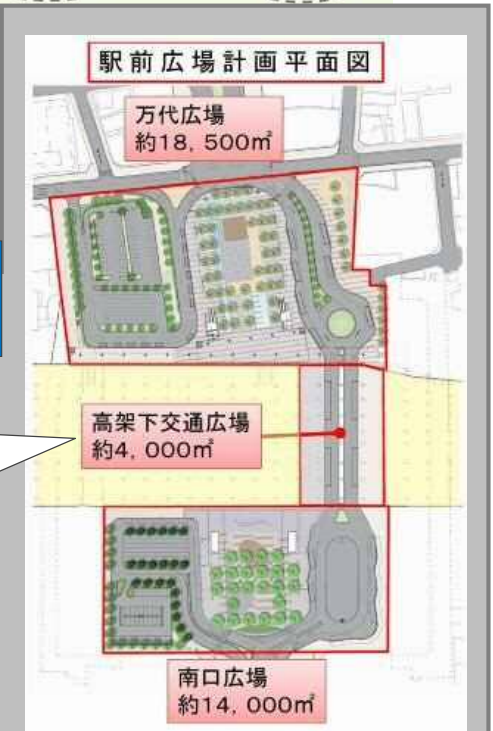 駅前広場計画平面図
万代広場
約18,500㎡
高架下交通広場
約4,000㎡
南口広場
約14,000㎡